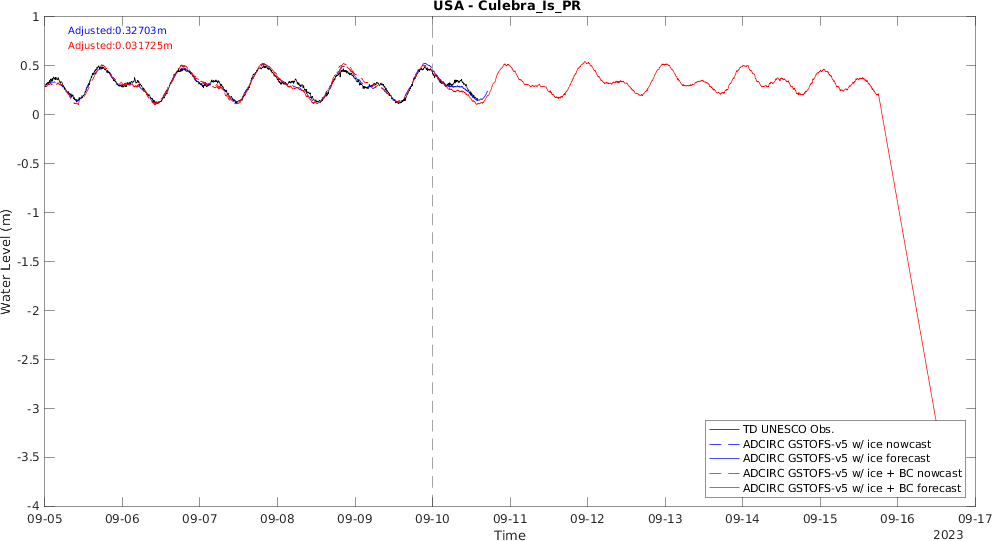 USA - Culebra_Is_PR
Adjusted:0.32703m
Adjusted:0.031725m
1
0.5
0
-0.5
-1
-1.5
-2
-2.5
-3
-3.5
-4
Water Level (m)
TD UNESCO Obs.
ADCIRC GSTOFS-v5 w/ ice nowcast
ADCIRC GSTOFS-v5 w/ ice forecast
ADCIRC GSTOFS-v5 w/ ice + BC nowcast
ADCIRC GSTOFS-v5 w/ ice + BC forecast
09-05 09-06 09-07 09-08 09-09 09-10 09-11 09-12 09-13 09-14 09-15 09-16 09-17
Time
2023